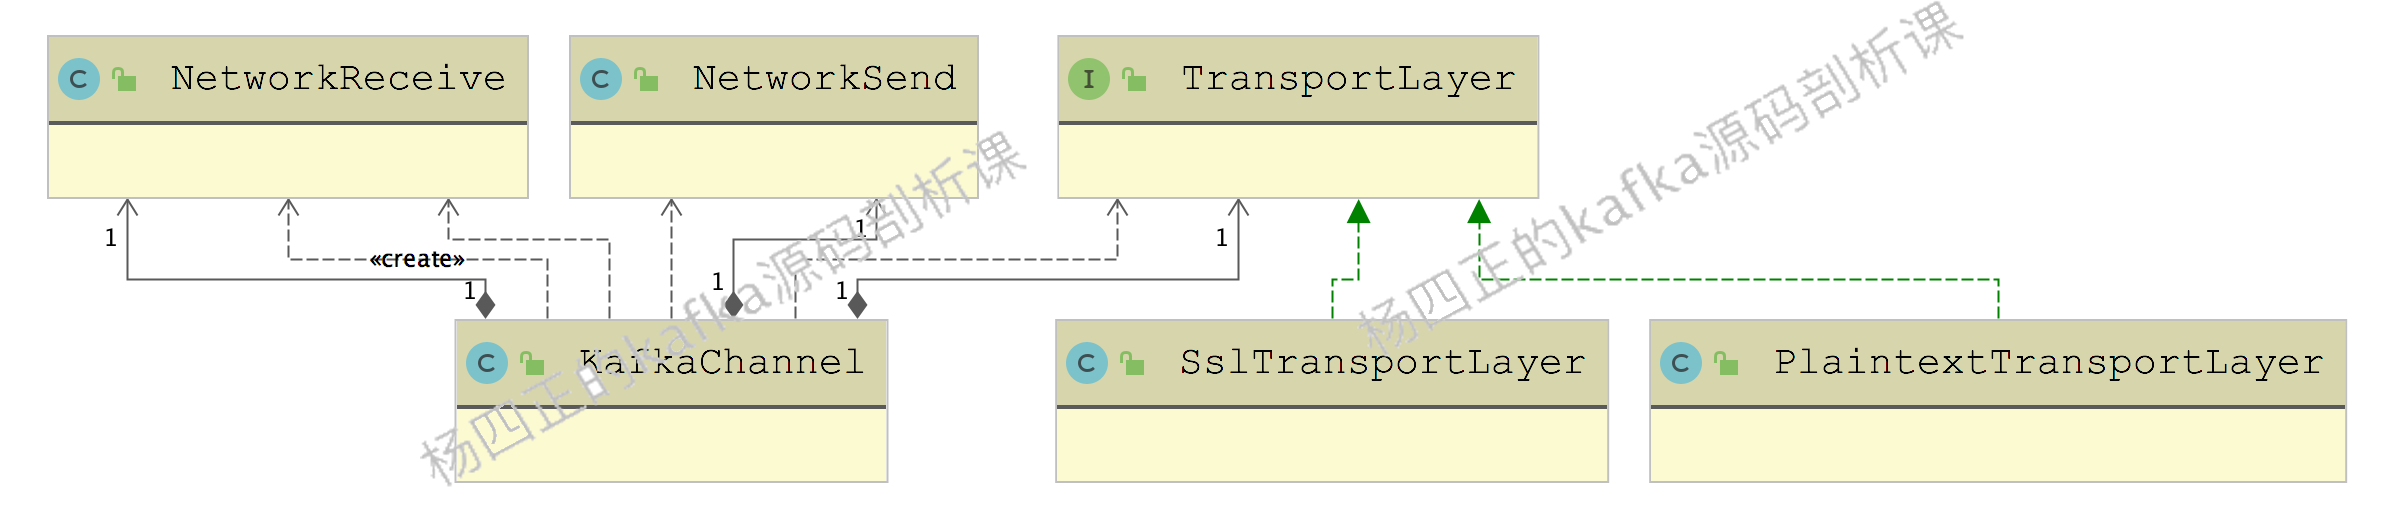 C NetworkReceive
C NetworkSend
I TransportLayer
1
«create»
1
1
1
1
1
C KafkaChannel
C SslTransportLayer
C PlaintextTransportLayer
杨四正的kafka源码剖析课
杨四正的kafka源码剖析课